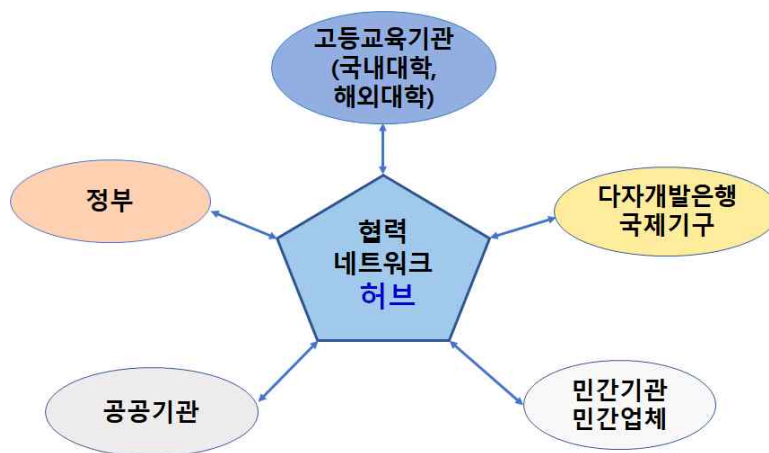 고등교육기관
(국내대학,
해외대학)
정부
다자개발은행
국제기구
협력
네트워크
허브
공공기관
민간기관
민간업체